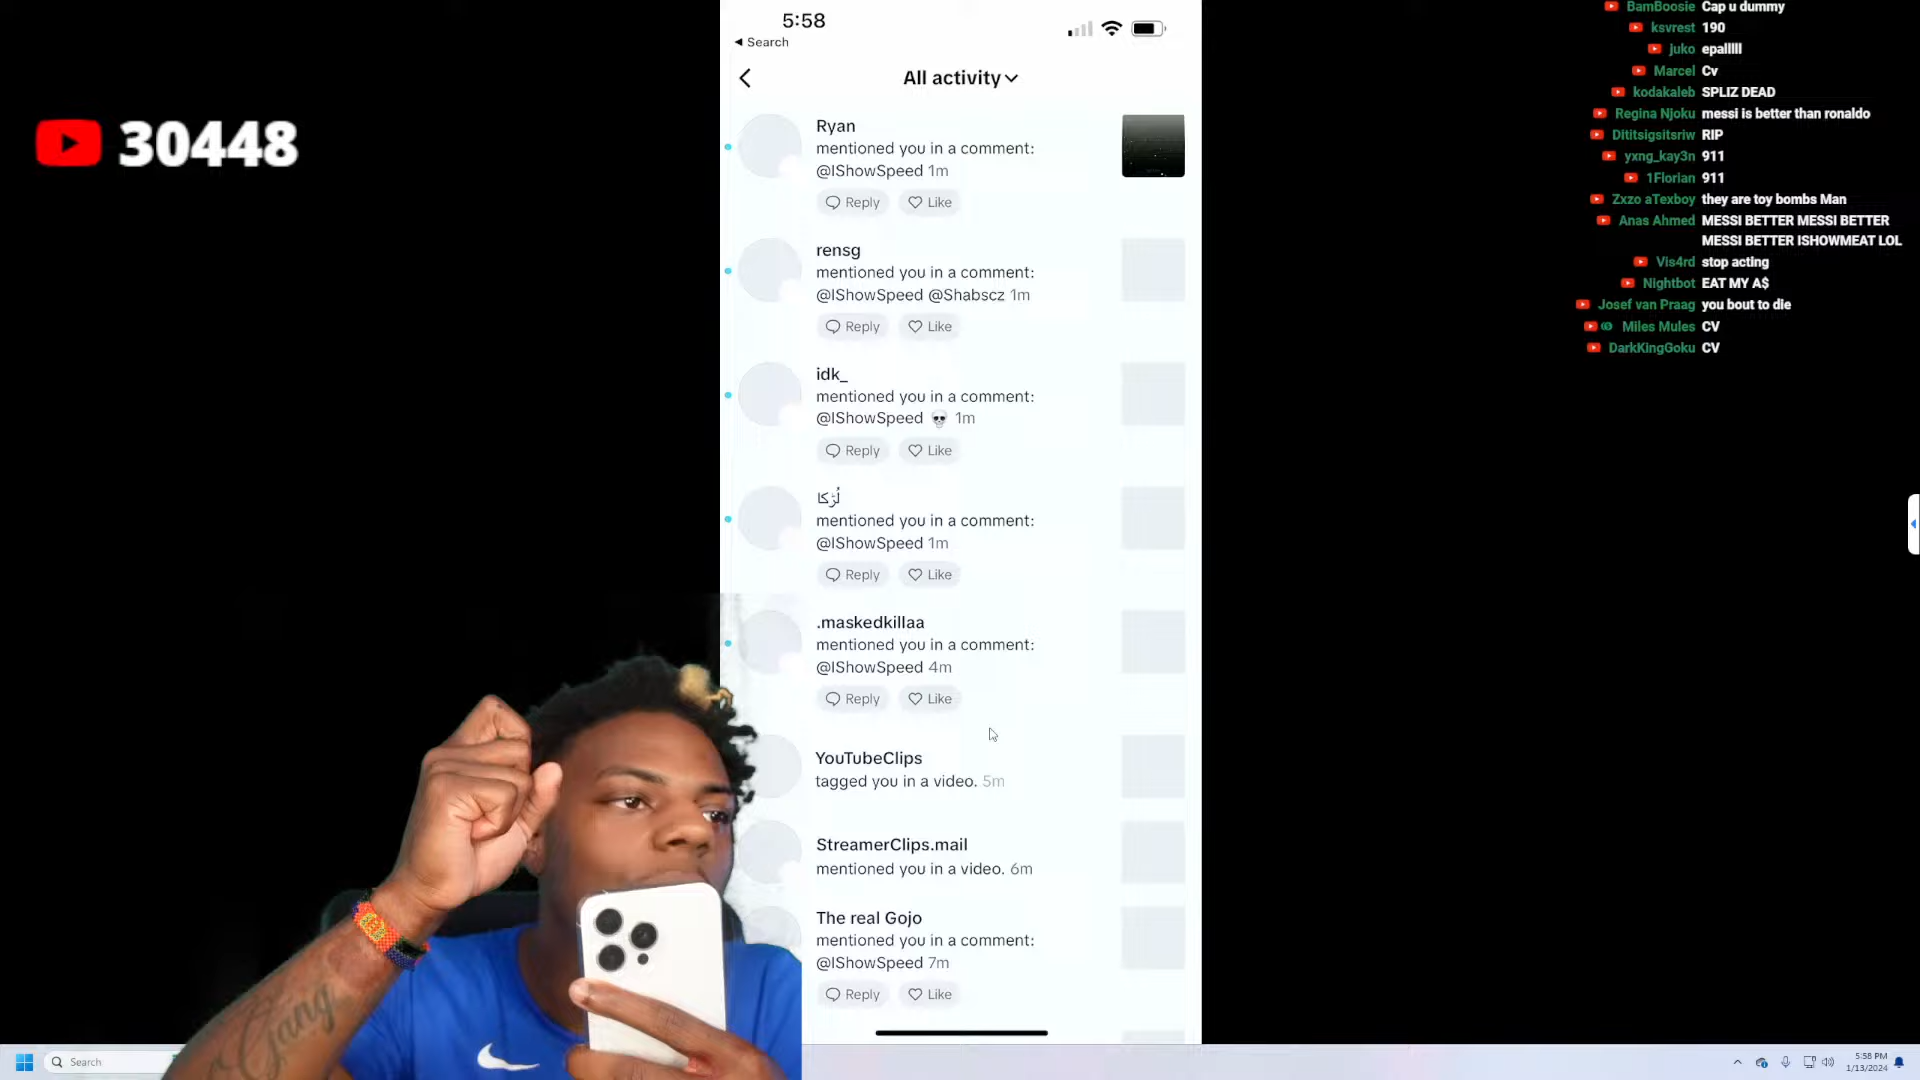 5:58
Search
All activity
30448
Ryan
mentioned you in a comment:
@IShowSpeed 1m
Reply
Like
rensg
mentioned you in a comment:
@IShowSpeed @Shabscz 1m
Reply
Like
idk_
mentioned you in a comment:
@IShowSpeed 💀 1m
Reply
Like
لُڑکا
mentioned you in a comment:
@IShowSpeed 1m
Reply
Like
.maskedkillaa
mentioned you in a comment:
@IShowSpeed 4m
Reply
Like
YouTubeClips
tagged you in a video. 5m
StreamerClips.mail
mentioned you in a video. 6m
The real Gojo
mentioned you in a comment:
@IShowSpeed 7m
Reply
Like
BamBoosie Cap u dummy
ksvrest 190
juko epalllll
Marcel Cv
kodakaleb SPLIZ DEAD
Regina Njoku messi is better than ronaldo
Dititsigsitsriw RIP
yxng_kay3n 911
1Florian 911
Zxzo aTexboy they are toy bombs Man
Anas Ahmed MESSI BETTER MESSI BETTER
MESSI BETTER ISHOWMEAT LOL
Vis4rd stop acting
Nightbot EAT MY A$
Josef van Praag you bout to die
Miles Mules CV
DarkKingGoku CV
Gang
Search
5:58 PM
1/13/2024